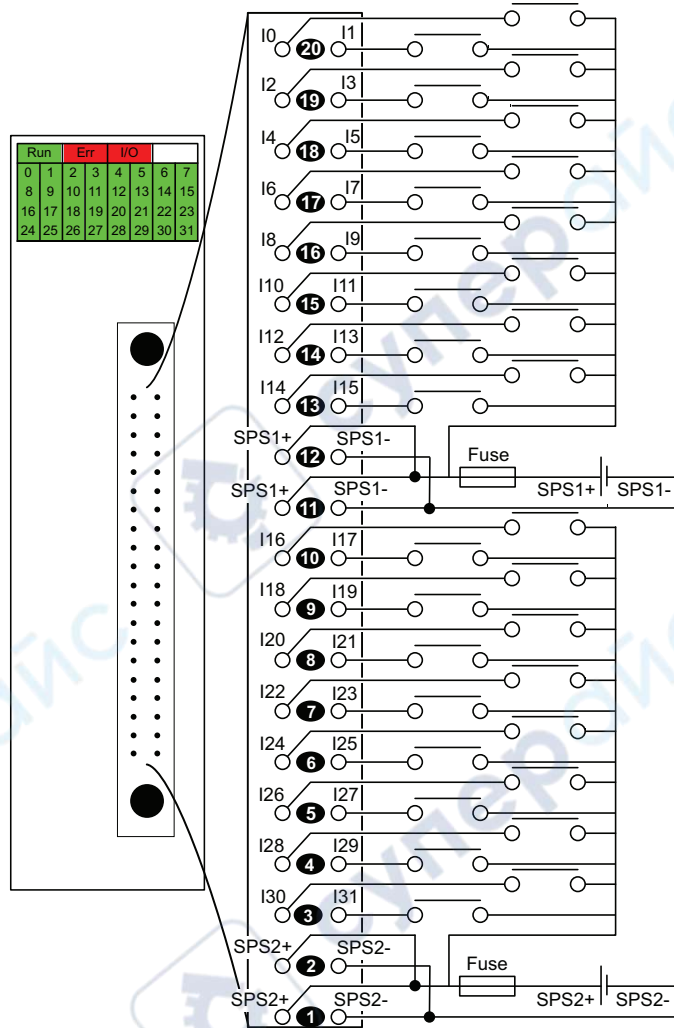 Run Err I/O
0 1 2 3 4 5 6 7
8 9 10 11 12 13 14 15
16 17 18 19 20 21 22 23
24 25 26 27 28 29 30 31
I0 20 I1
I2 19 I3
I4 18 I5
I6 17 I7
I8 16 I9
I10 15 I11
I12 14 I13
I14 13 I15
SPS1+ 12 SPS1-
Fuse
SPS1+ 11 SPS1- SPS1+ SPS1-
I16 10 I17
I18 9 I19
I20 8 I21
I22 7 I23
I24 6 I25
I26 5 I27
I28 4 I29
I30 3 I31
SPS2+ 2 SPS2-
Fuse
SPS2+ 1 SPS2- SPS2+ SPS2-
супер
айс
супер
айс